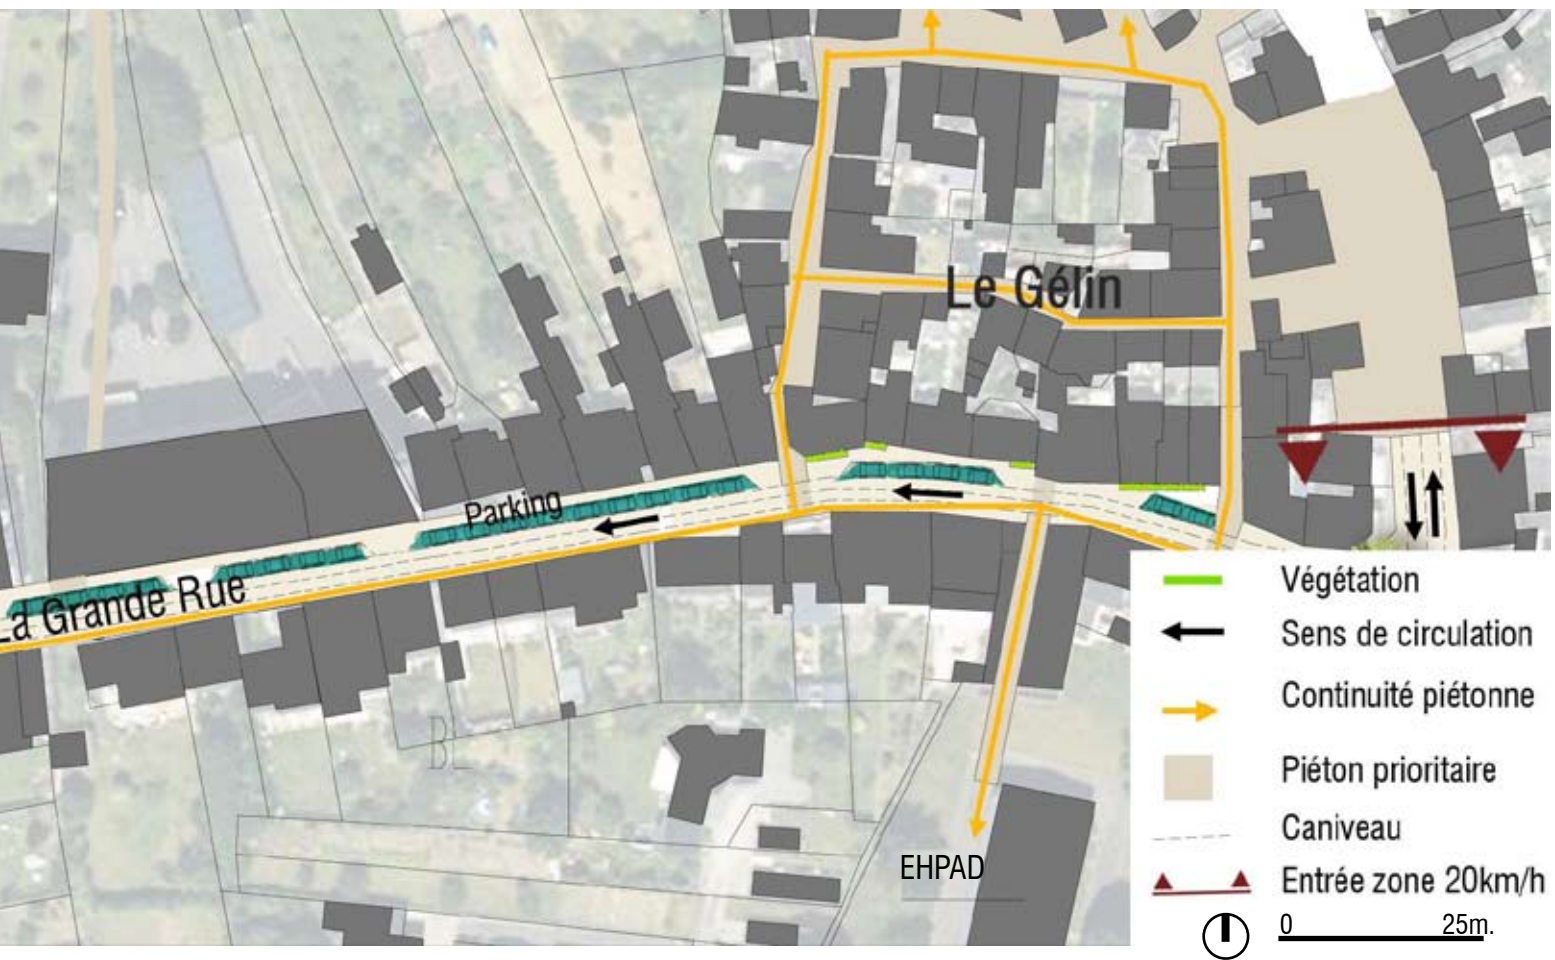 Le Gélin
Parking
La Grande Rue
BL
EHPAD
Végétation
Sens de circulation
Continuité piétonne
Piéton prioritaire
Caniveau
Entrée zone 20km/h
0 25m.